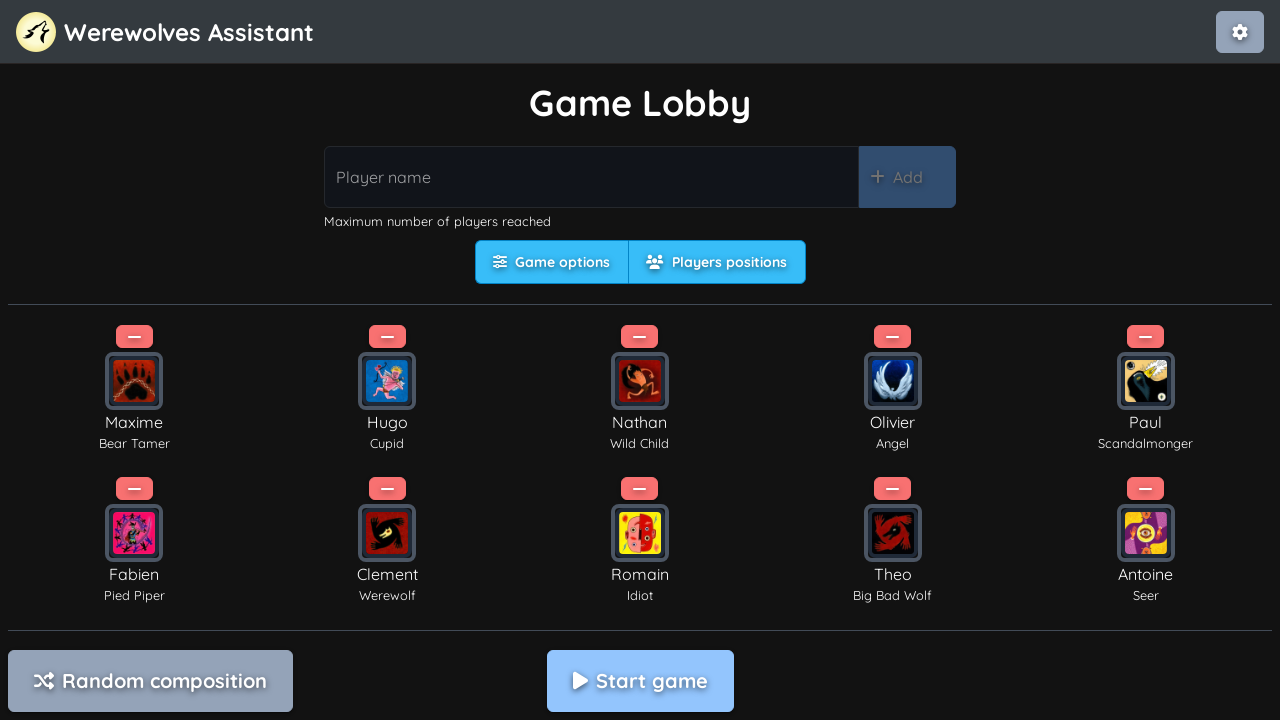 Werewolves Assistant
Game Lobby
Player name
Add
Maximum number of players reached
Game options
Players positions
Maxime
Bear Tamer
Hugo
Cupid
Nathan
Wild Child
Olivier
Angel
Paul
Scandalmonger
Fabien
Pied Piper
Clement
Werewolf
Romain
Idiot
Theo
Big Bad Wolf
Antoine
Seer
Random composition
Start game